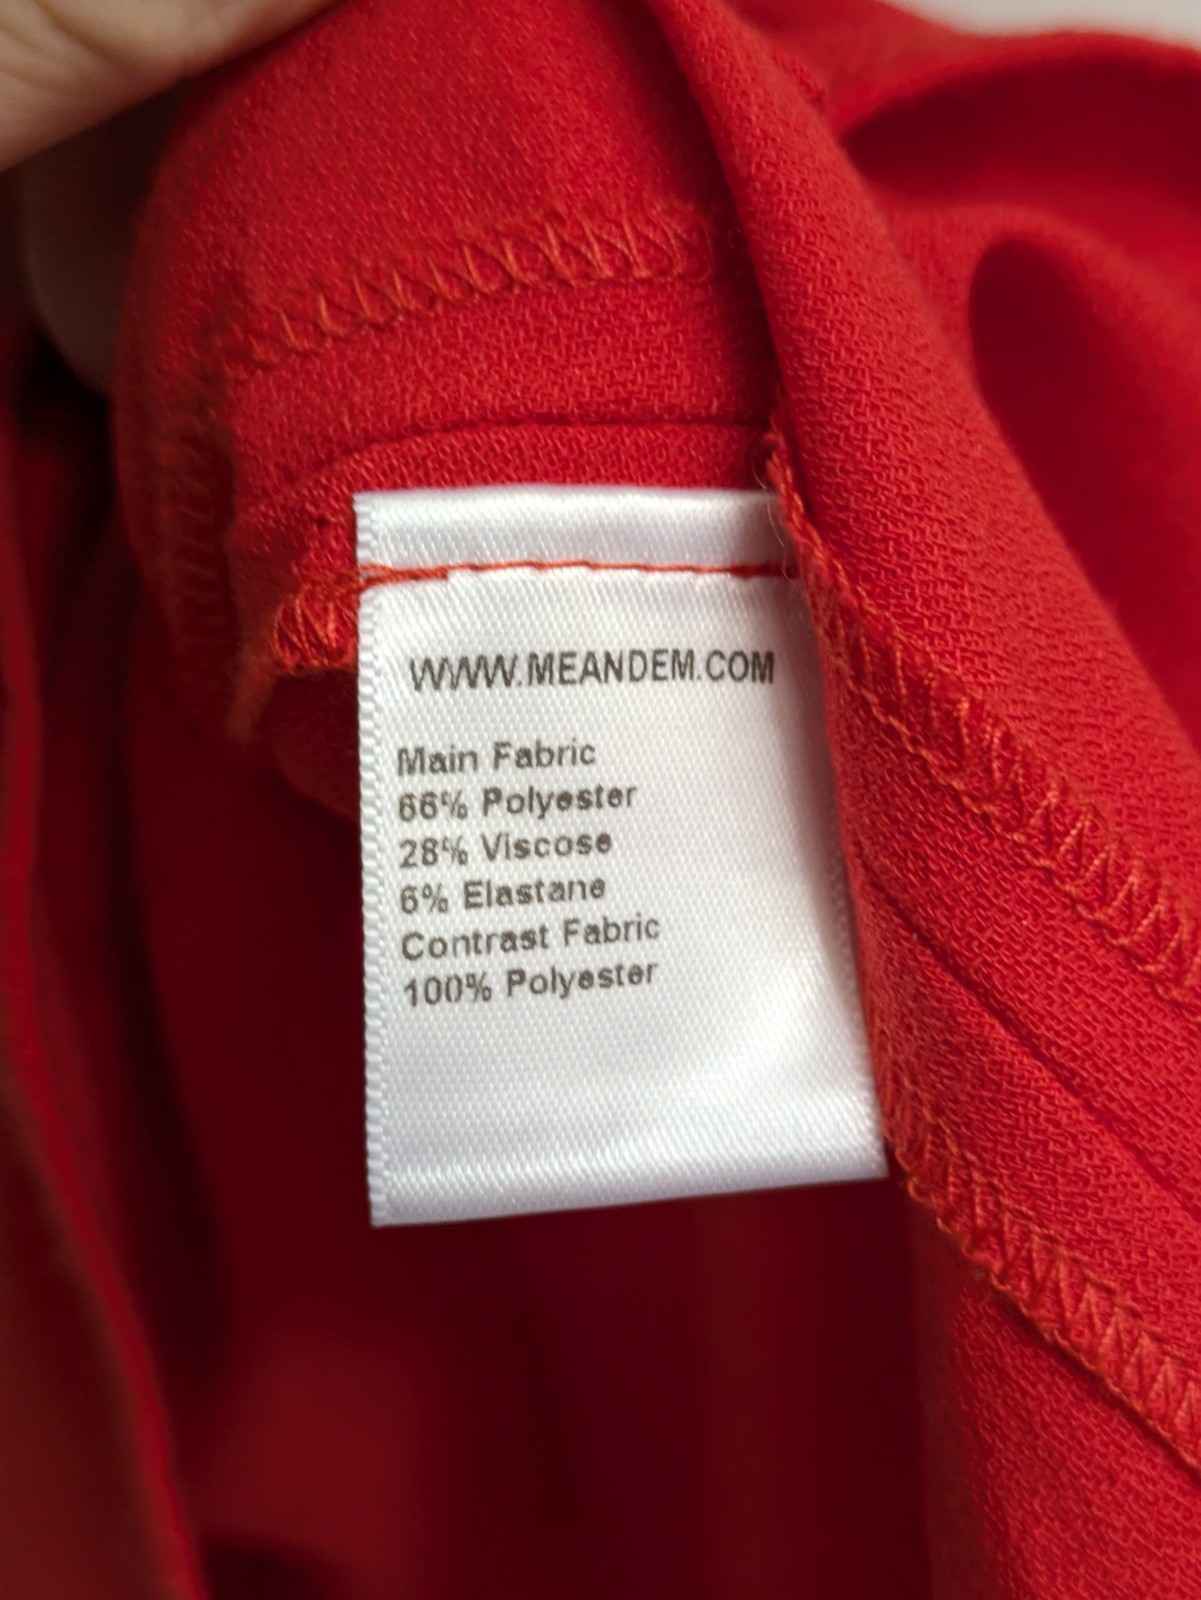 WWW.MEANDEM.COM
Main Fabric
66% Polyester
28% Viscose
6% Elastane
Contrast Fabric
100% Polyester